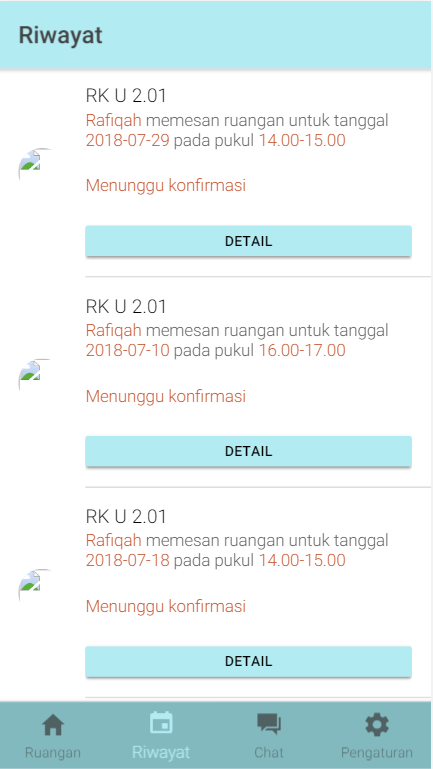 Riwayat
RK U 2.01
Rafiqah memesan ruangan untuk tanggal
2018-07-29 pada pukul 14.00-15.00
Menunggu konfirmasi
DETAIL
RK U 2.01
Rafiqah memesan ruangan untuk tanggal
2018-07-10 pada pukul 16.00-17.00
Menunggu konfirmasi
DETAIL
RK U 2.01
Rafiqah memesan ruangan untuk tanggal
2018-07-18 pada pukul 14.00-15.00
Menunggu konfirmasi
DETAIL
Ruangan Riwayat Chat Pengaturan